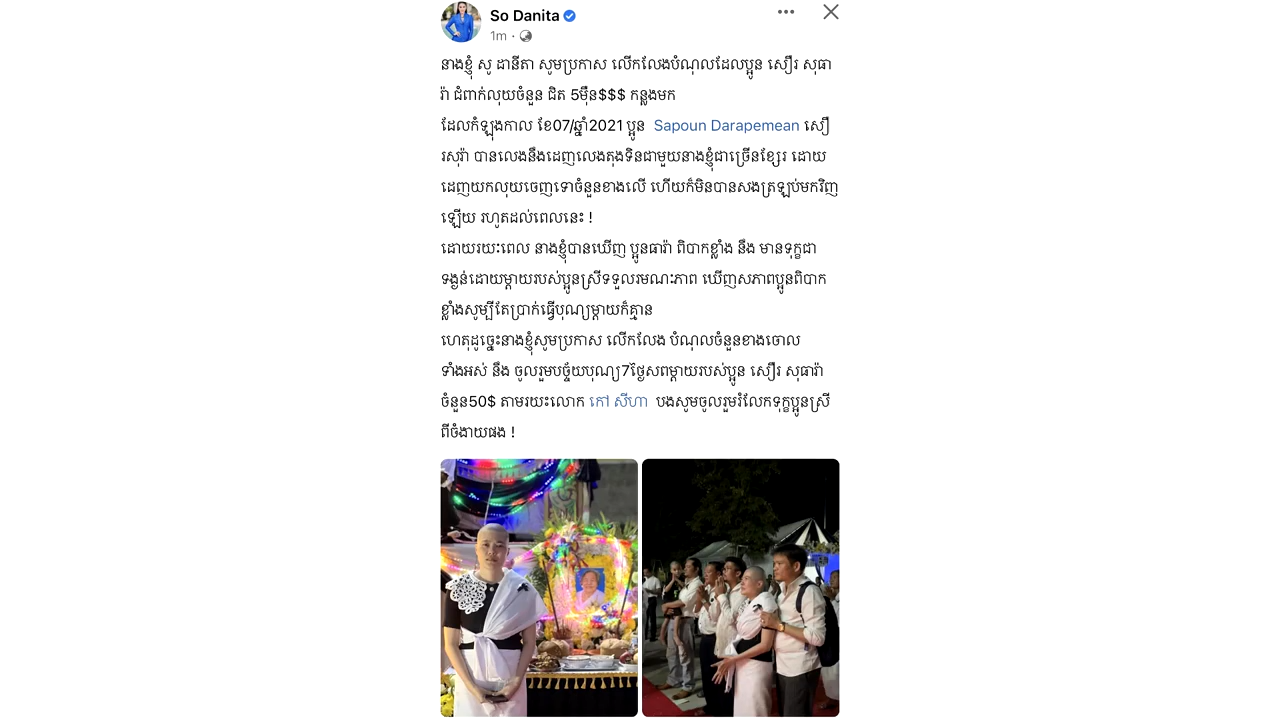 So Danita
1m ·
នាងខ្ញុំ សូ ដានីតា សូមប្រកាស លើកលែងបំណុលដែលប្អូន សឿរ សុធា
រ៉ា ជំពាក់លុយចំនួន ជិត 5ម៉ឺន$$$ កន្លងមក
ដែលកំឡុងកាល ខែ07/ឆ្នាំ2021 ប្អូន Sapoun Darapemean សឿ
រសុរ៉ា បានលេងនឹងដេញលេងតុងទិនជាមួយនាងខ្ញុំជាច្រើនខ្សែរ ដោយ
ដេញយកលុយចេញទោចំនួនខាងលើ ហើយក៏មិនបានសងត្រឡប់មកវិញ
ឡើយ រហូតដល់ពេលនេះ !
ដោយរយៈពេល នាងខ្ញុំបានឃើញ ប្អូនធារ៉ា ពិបាកខ្លាំង នឹង មានទុក្ខជា
ទង្ងន់ដោយម្ដាយរបស់ប្អូនស្រីទទួលរមណៈភាព ឃើញសភាពប្អូនពិបាក
ខ្លាំងសូម្បីតែប្រាក់ធ្វើបុណ្យម្ដាយក៏គ្មាន
ហេតុដូច្នេះនាងខ្ញុំសូមប្រកាស លើកលែង បំណុលចំនួនខាងចោល
ទាំងអស់ នឹង ចូលរួមបច្ច័យបុណ្យ7ថ្ងៃសពម្ដាយរបស់ប្អូន សឿរ សុធារ៉ា
ចំនួន50$ តាមរយះលោក កៅ សីហា បងសូមចូលរួមរំលែកទុក្ខប្អូនស្រី
ពីចំងាយផង !